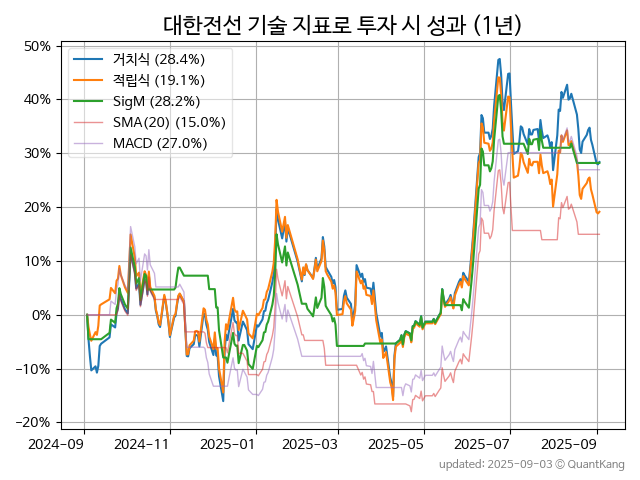 대한전선 기술 지표로 투자 시 성과 (1년)
50%
40%
30%
20%
10%
0%
−10%
−20%
거치식 (28.4%)
적립식 (19.1%)
SigM (28.2%)
SMA(20) (15.0%)
MACD (27.0%)
2024-09
2024-11
2025-01
2025-03
2025-05
2025-07
2025-09
updated: 2025-09-03 © QuantKang